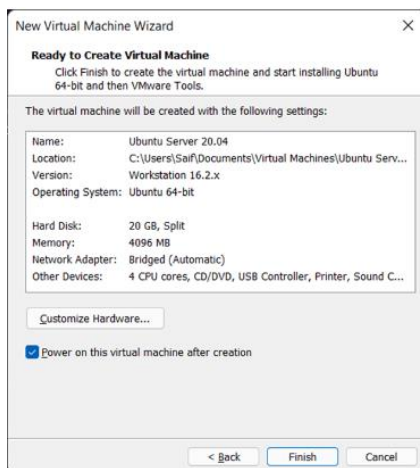 New Virtual Machine Wizard
Ready to Create Virtual Machine
Click Finish to create the virtual machine and start installing Ubuntu
64-bit and then VMware Tools.
The virtual machine will be created with the following settings:
Name: Ubuntu Server 20.04
Location: C:\Users\Saif\Documents\Virtual Machines\Ubuntu Serv...
Version: Workstation 16.2.x
Operating System: Ubuntu 64-bit
Hard Disk: 20 GB, Split
Memory: 4096 MB
Network Adapter: Bridged (Automatic)
Other Devices: 4 CPU cores, CD/DVD, USB Controller, Printer, Sound C...
Customize Hardware...
Power on this virtual machine after creation
< Back Finish Cancel